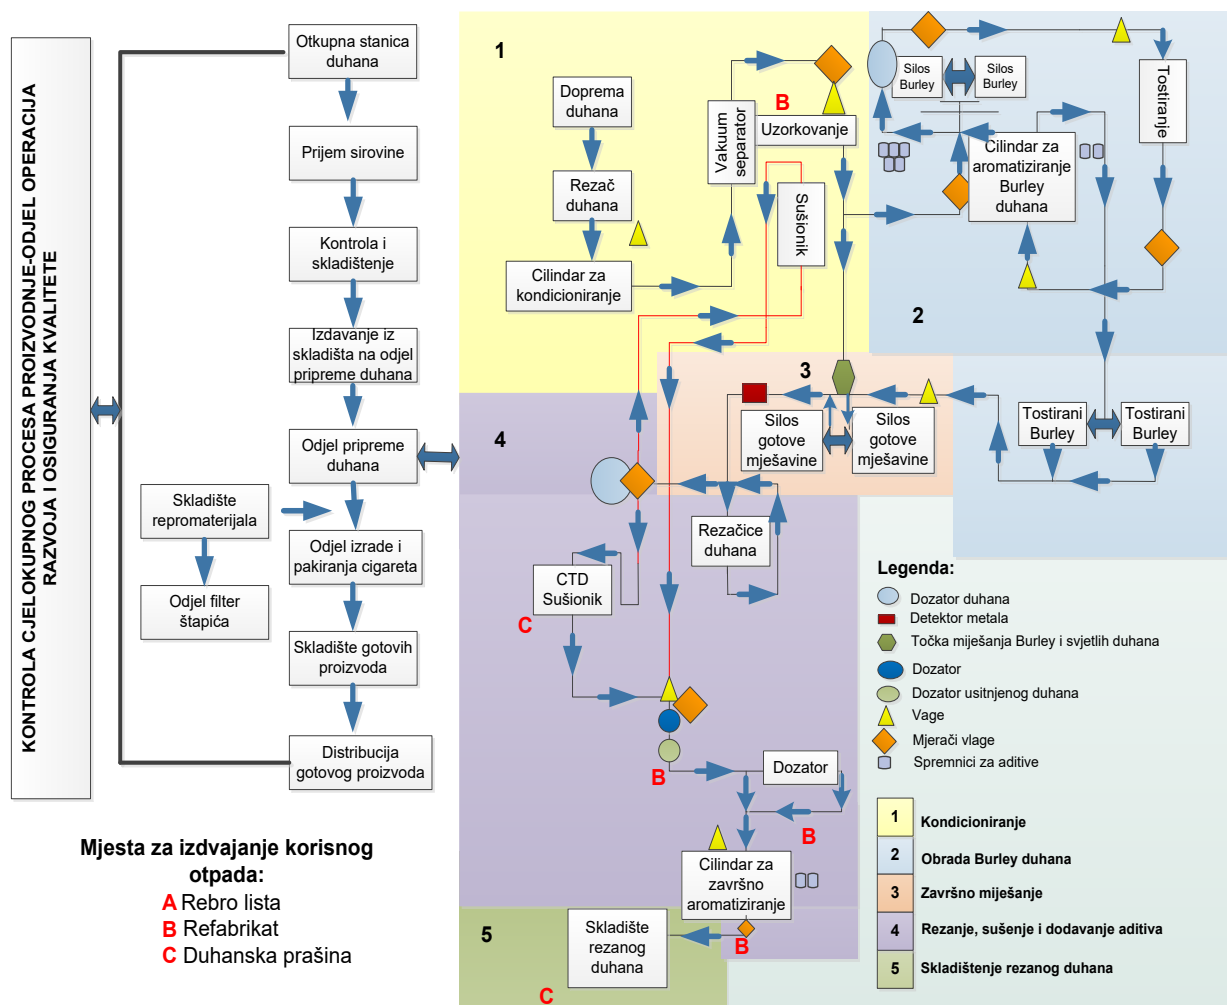 KONTROLA CJELOKUPNOG PROCESA PROIZVODNJE-ODJEL OPERACIJA
RAZVOJA I OSIGURANJA KVALITETE
Otkupna stanica
duhana
Prijem sirovine
Kontrola i
skladištenje
Izdavanje iz
skladišta na odjel
pripreme duhana
Odjel pripreme
duhana
Skladište
repromaterijala
Odjel izrade i
pakiranja cigareta
Odjel filter
štapića
Skladište gotovih
proizvoda
Distribucija
gotovog proizvoda
Mjesta za izdvajanje korisnog
otpada:
A Rebro lista
B Refabrikat
C Duhanska prašina
1
Doprema
duhana
Rezač
duhana
Cilindar za
kondicioniranje
Vakuum
separator
B
Uzorkovanje
Sušionik
Silos
Burley
Silos
Burley
Tostiranje
Cilindar za
aromatiziranje
Burley
duhana
2
3
Silos
gotove
mješavine
Silos
gotove
mješavine
Tostirani
Burley
Tostirani
Burley
4
Rezačice
duhana
CTD
Sušionik
C
B
Dozator
B
Cilindar za
završno
aromatiziranje
B
5
Skladište
rezanog
duhana
C
Legenda:
Dozator duhana
Detektor metala
Točka miješanja Burley i svjetlih duhana
Dozator
Dozator usitnjenog duhana
Vage
Mjerači vlage
Spremnici za aditive
1 Kondicioniranje
2 Obrada Burley duhana
3 Završno miješanje
4 Rezanje, sušenje i dodavanje aditiva
5 Skladištenje rezanog duhana